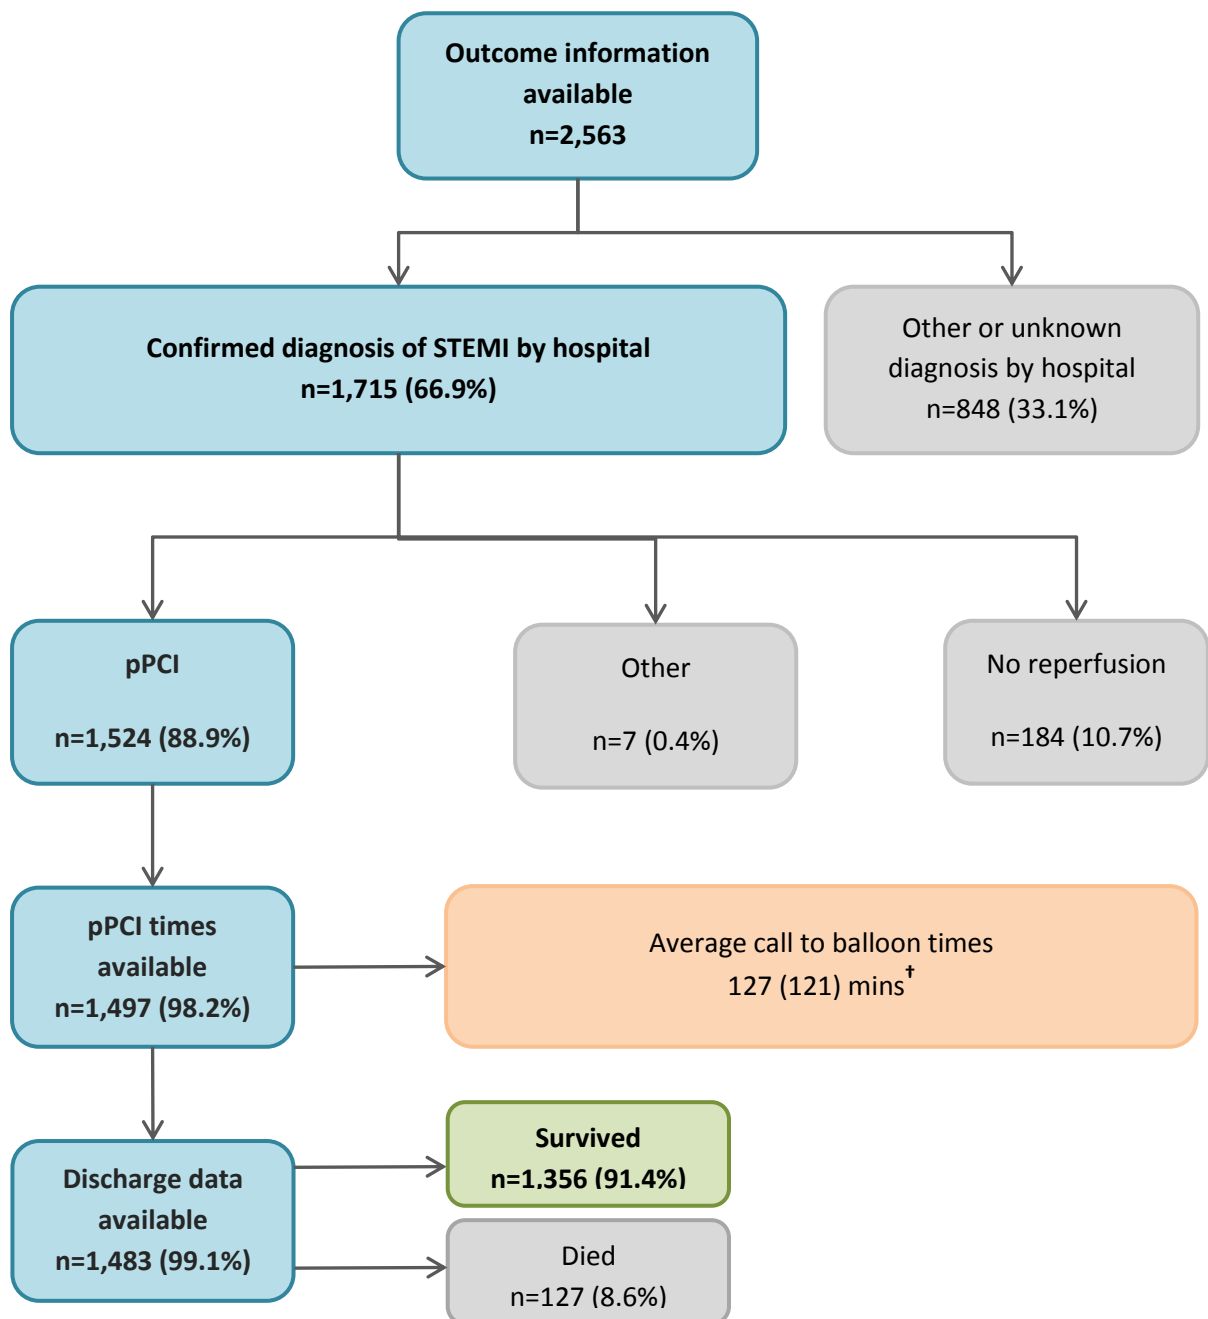 Outcome information
available
n=2,563
Confirmed diagnosis of STEMI by hospital
n=1,715 (66.9%)
Other or unknown
diagnosis by hospital
n=848 (33.1%)
pPCI
n=1,524 (88.9%)
Other
n=7 (0.4%)
No reperfusion
n=184 (10.7%)
pPCI times
available
n=1,497 (98.2%)
Average call to balloon times
127 (121) mins†
Discharge data
available
n=1,483 (99.1%)
Survived
n=1,356 (91.4%)
Died
n=127 (8.6%)